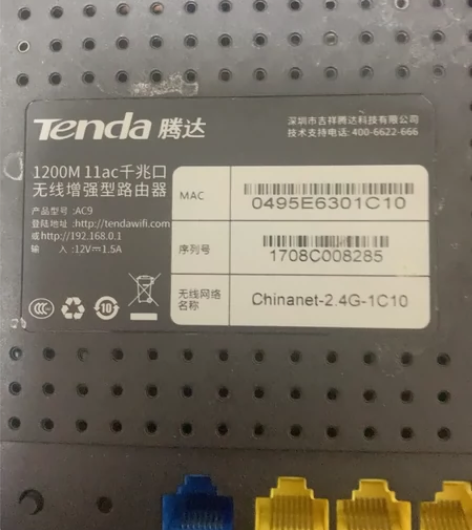 Tenda 腾达
深圳市吉祥腾达科技有限公司
技术支持电话: 400-6622-666
1200M 11ac千兆口
无线增强型路由器
产品型号 :AC9
登陆地址 :http://tendawifi.com
或http://192.168.0.1
输 入 :12V⎓1.5A
MAC
0495E6301C10
序列号
1708C008285
无线网络
名称
Chinanet-2.4G-1C10
CCC
10